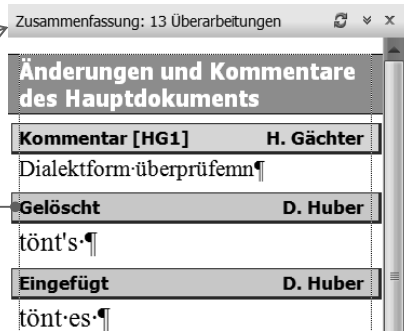 Zusammenfassung: 13 Überarbeitungen
Änderungen und Kommentare
des Hauptdokuments
Kommentar [HG1] H. Gächter
Dialektform·überprüfemn¶
Gelöscht D. Huber
tönt's·¶
Eingefügt D. Huber
tönt·es·¶